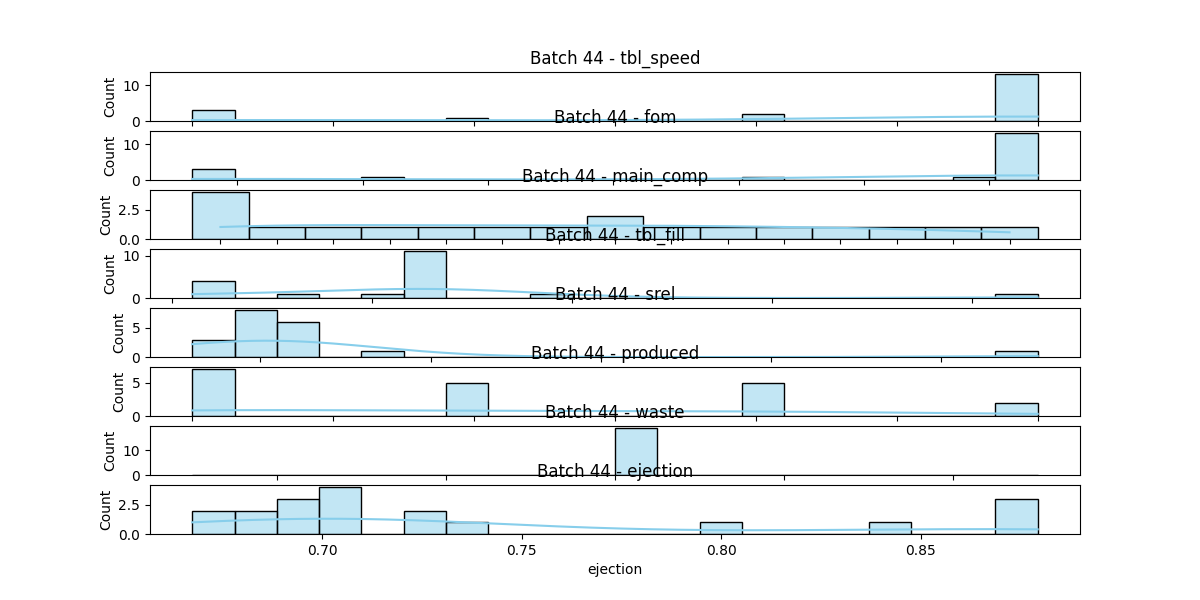 Batch 44 - tbl_speed
Count
10
0
Batch 44 - fom
Count
10
0
Batch 44 - main_comp
Count
2.5
0.0
Batch 44 - tbl_fill
Count
10
0
Batch 44 - srel
Count
5
0
Batch 44 - produced
Count
5
0
Batch 44 - waste
Count
10
0
Batch 44 - ejection
Count
2.5
0.0
0.70 0.75 0.80 0.85
ejection